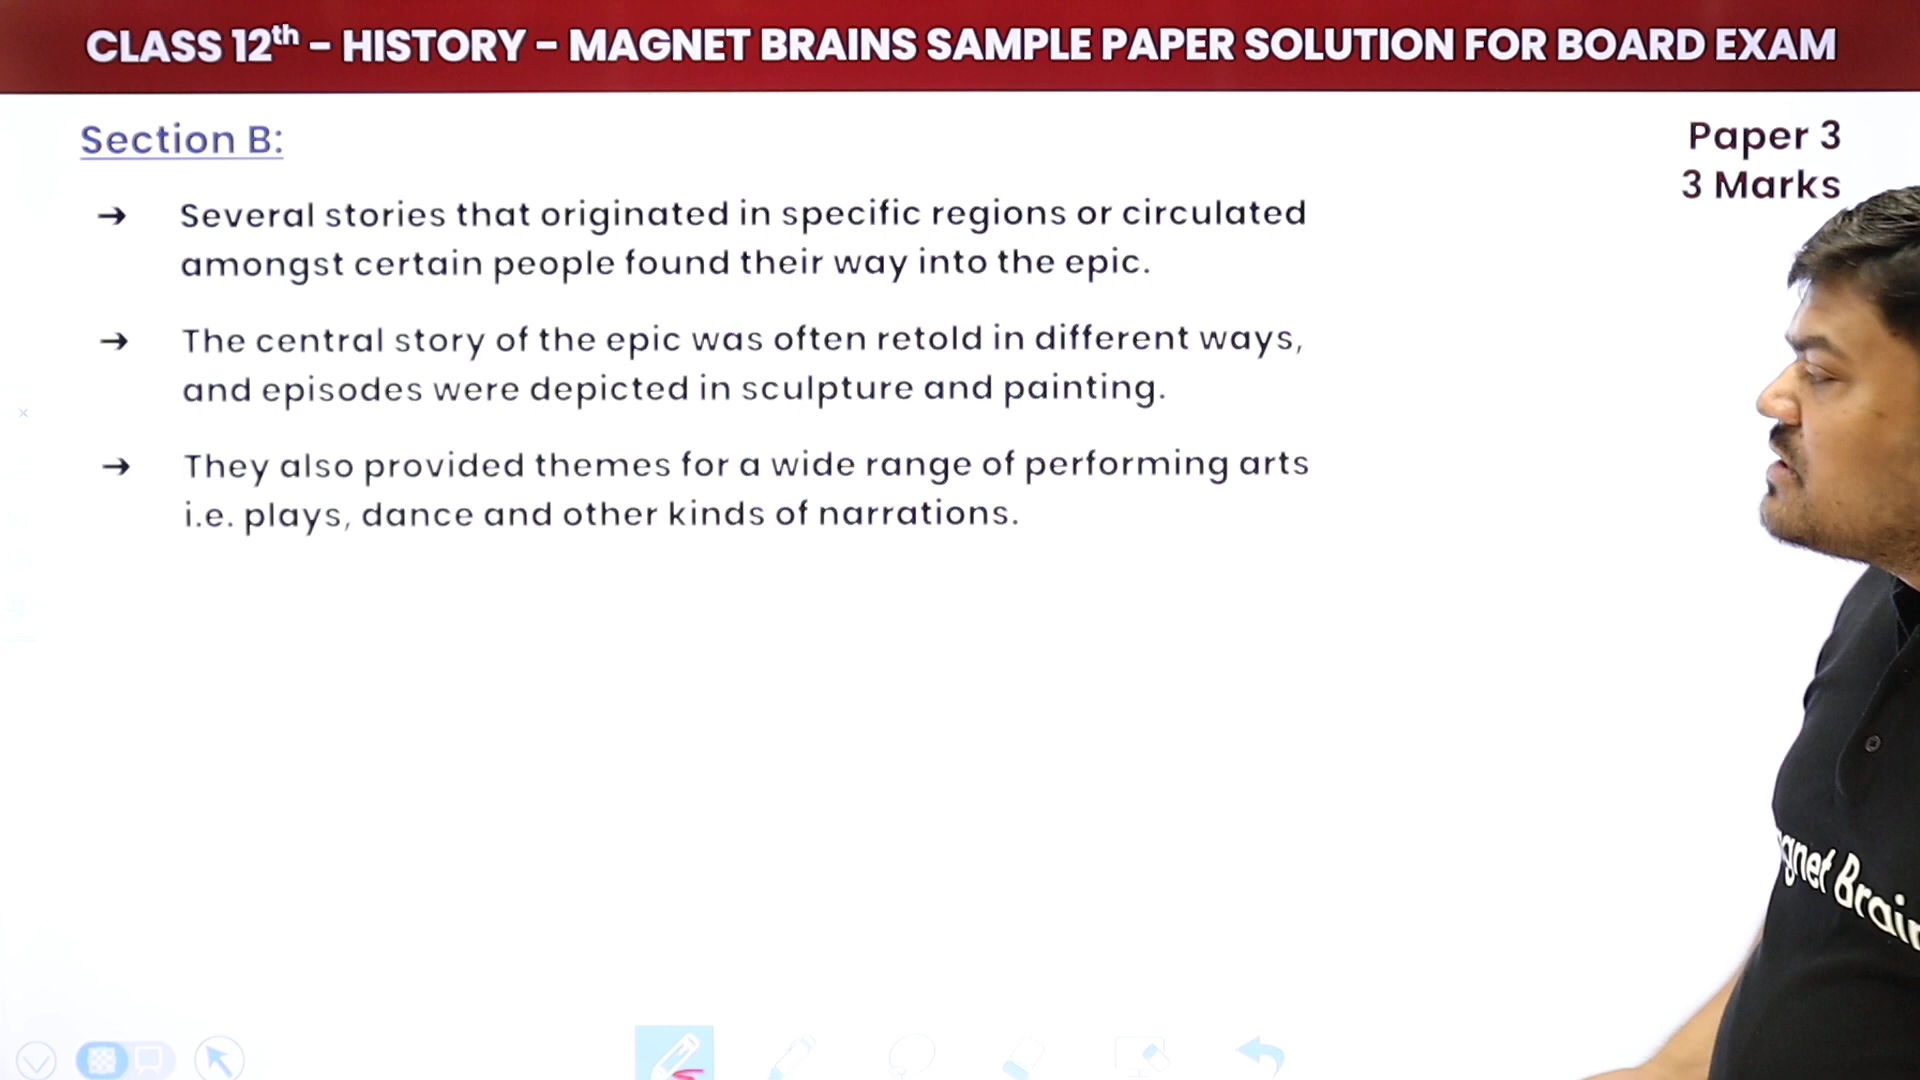 CLASS 12th – HISTORY – MAGNET BRAINS SAMPLE PAPER SOLUTION FOR BOARD EXAM
Section B:
Paper 3
3 Marks
➔ Several stories that originated in specific regions or circulated
amongst certain people found their way into the epic.
➔ The central story of the epic was often retold in different ways,
and episodes were depicted in sculpture and painting.
➔ They also provided themes for a wide range of performing arts
i.e. plays, dance and other kinds of narrations.